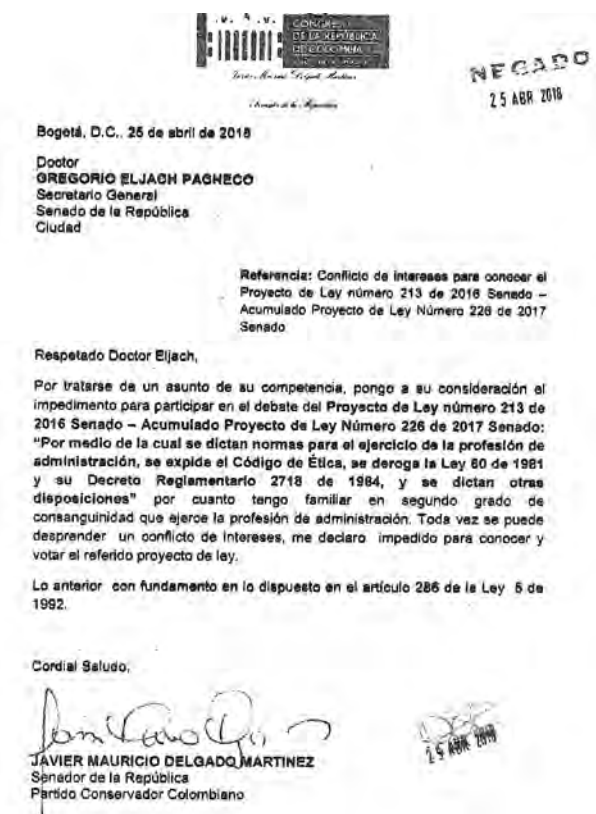 CONGRESO
DE LA REPÚBLICA
DE COLOMBIA
Javier Mauricio Delgado Martínez
Senador de la República
NEGADO
25 ABR 2018
Bogotá, D.C., 25 de abril de 2018
Doctor
GREGORIO ELJACH PACHECO
Secretario General
Senado de la República
Ciudad
Referencia: Conflicto de intereses para conocer el
Proyecto de Ley número 213 de 2016 Senado –
Acumulado Proyecto de Ley Número 226 de 2017
Senado
Respetado Doctor Eljach,
Por tratarse de un asunto de su competencia, pongo a su consideración el
impedimento para participar en el debate del Proyecto de Ley número 213 de
2016 Senado – Acumulado Proyecto de Ley Número 226 de 2017 Senado:
"Por medio de la cual se dictan normas para el ejercicio de la profesión de
administración, se expide el Código de Ética, se deroga la Ley 60 de 1981
y su Decreto Reglamentario 2718 de 1984, y se dictan otras
disposiciones" por cuanto tengo familiar en segundo grado de
consanguinidad que ejerce la profesión de administración. Toda vez se puede
desprender un conflicto de intereses, me declaro impedido para conocer y
votar el referido proyecto de ley.
Lo anterior con fundamento en lo dispuesto en el artículo 286 de la Ley 5 de
1992.
Cordial Saludo,
JAVIER MAURICIO DELGADO MARTINEZ
Senador de la República
Partido Conservador Colombiano
25 ABR 2018